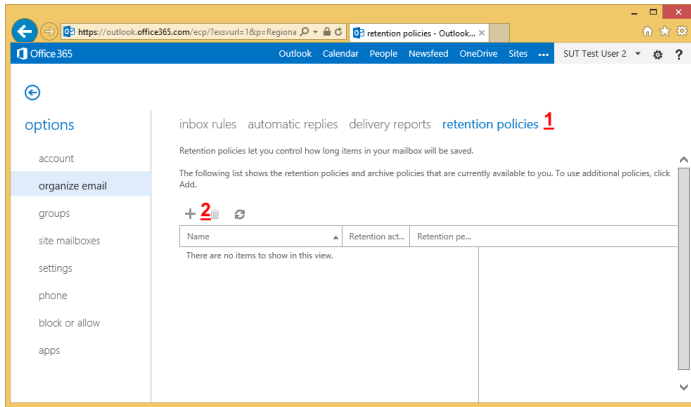 https://outlook.office365.com/ecp/?exsvurl=1&p=Regiona
retention policies - Outlook...
Office 365
Outlook Calendar People Newsfeed OneDrive Sites ... SUT Test User 2 ?
options
inbox rules automatic replies delivery reports retention policies 1
Retention policies let you control how long items in your mailbox will be saved.
account
The following list shows the retention policies and archive policies that are currently available to you. To use additional policies, click
Add.
organize email
groups
2
Name Retention act... Retention pe...
site mailboxes
There are no items to show in this view.
settings
phone
block or allow
apps